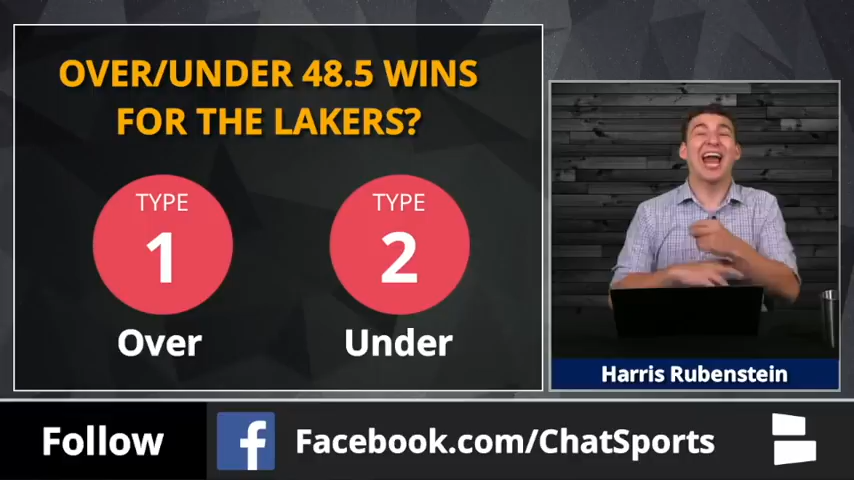 OVER/UNDER 48.5 WINS
FOR THE LAKERS?
TYPE
1
Over
TYPE
2
Under
Harris Rubenstein
Follow
Facebook.com/ChatSports